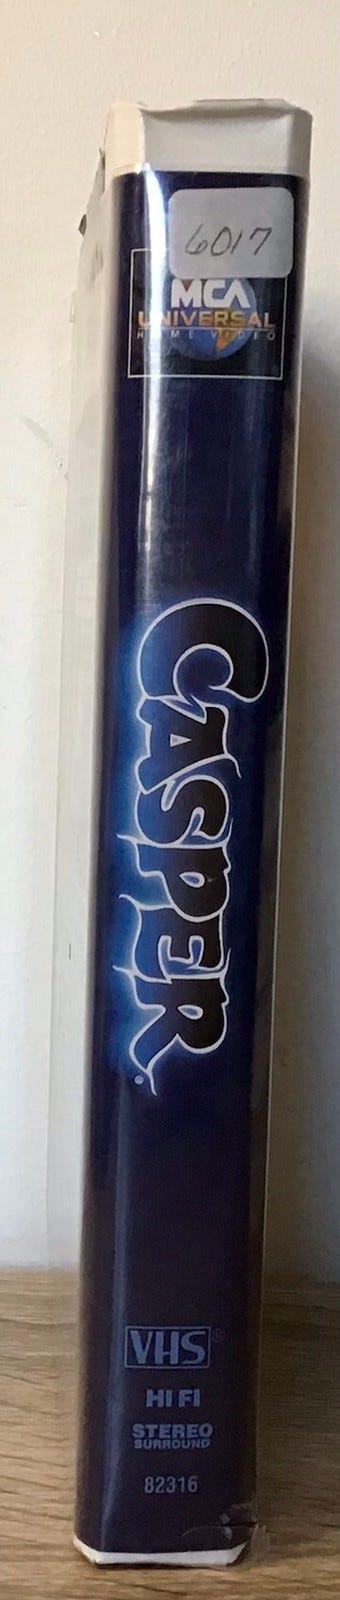 6017
MCA
UNIVERSAL
HOME VIDEO
CASPER
VHS®
HI FI
STEREO
SURROUND
82316